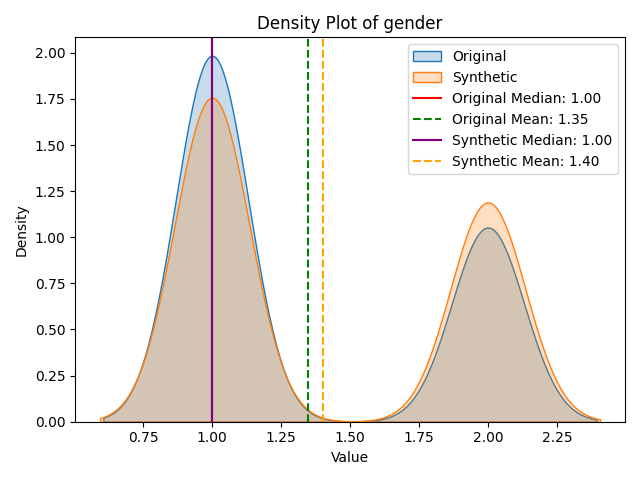 Density Plot of gender
Original
Synthetic
Original Median: 1.00
Original Mean: 1.35
Synthetic Median: 1.00
Synthetic Mean: 1.40
Density
2.00
1.75
1.50
1.25
1.00
0.75
0.50
0.25
0.00
0.75 1.00 1.25 1.50 1.75 2.00 2.25
Value